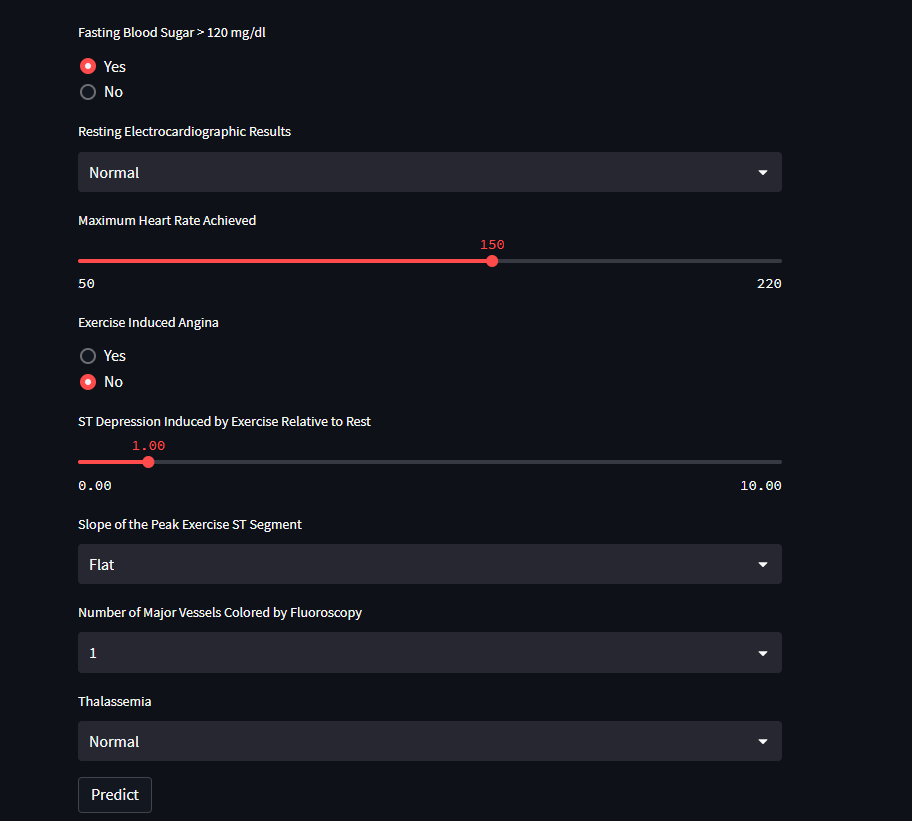 Fasting Blood Sugar > 120 mg/dl
Yes
No
Resting Electrocardiographic Results
Normal
Maximum Heart Rate Achieved
150
50 220
Exercise Induced Angina
Yes
No
ST Depression Induced by Exercise Relative to Rest
1.00
0.00 10.00
Slope of the Peak Exercise ST Segment
Flat
Number of Major Vessels Colored by Fluoroscopy
1
Thalassemia
Normal
Predict